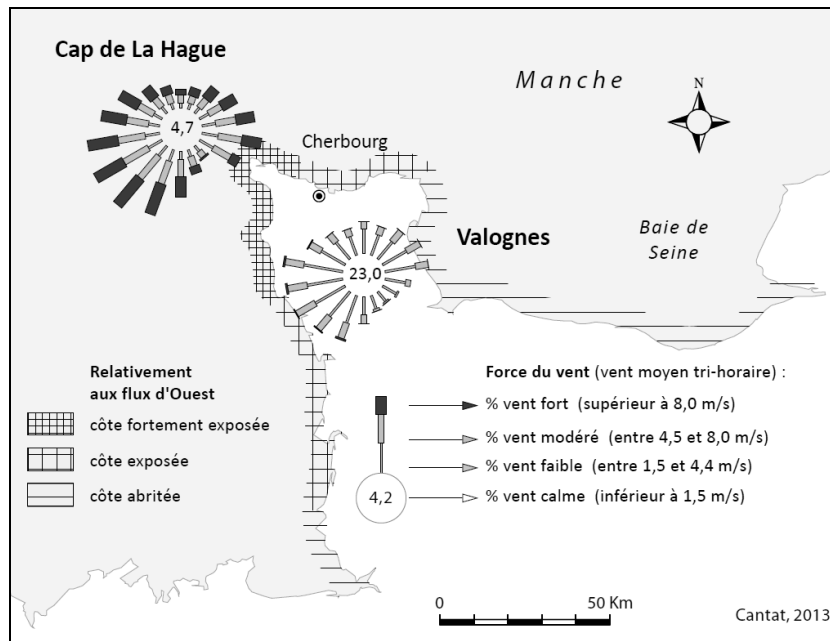 Cap de La Hague
4,7
Manche
N
Cherbourg
Valognes
Baie de
Seine
23,0
Relativement
aux flux d'Ouest
côte fortement exposée
côte exposée
côte abritée
Force du vent (vent moyen tri-horaire) :
% vent fort (supérieur à 8,0 m/s)
% vent modéré (entre 4,5 et 8,0 m/s)
% vent faible (entre 1,5 et 4,4 m/s)
4,2
% vent calme (inférieur à 1,5 m/s)
0
50 Km
Cantat, 2013